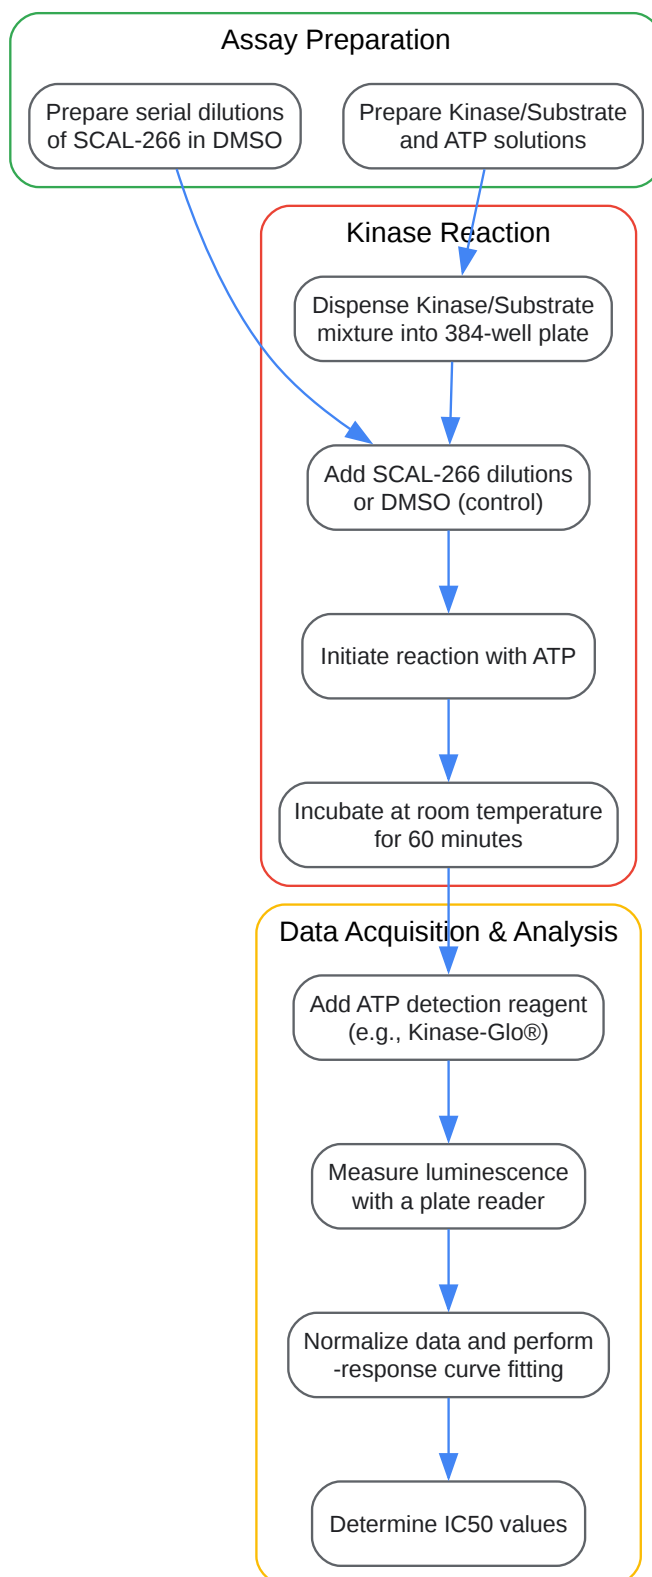 Assay Preparation
Prepare serial dilutions
of SCAL-266 in DMSO
Prepare Kinase/Substrate
and ATP solutions
Kinase Reaction
Dispense Kinase/Substrate
mixture into 384-well plate
Add SCAL-266 dilutions
or DMSO (control)
Initiate reaction with ATP
Incubate at room temperature
for 60 minutes
Data Acquisition & Analysis
Add ATP detection reagent
(e.g., Kinase-Glo®)
Measure luminescence
with a plate reader
Normalize data and perform
-response curve fitting
Determine IC50 values